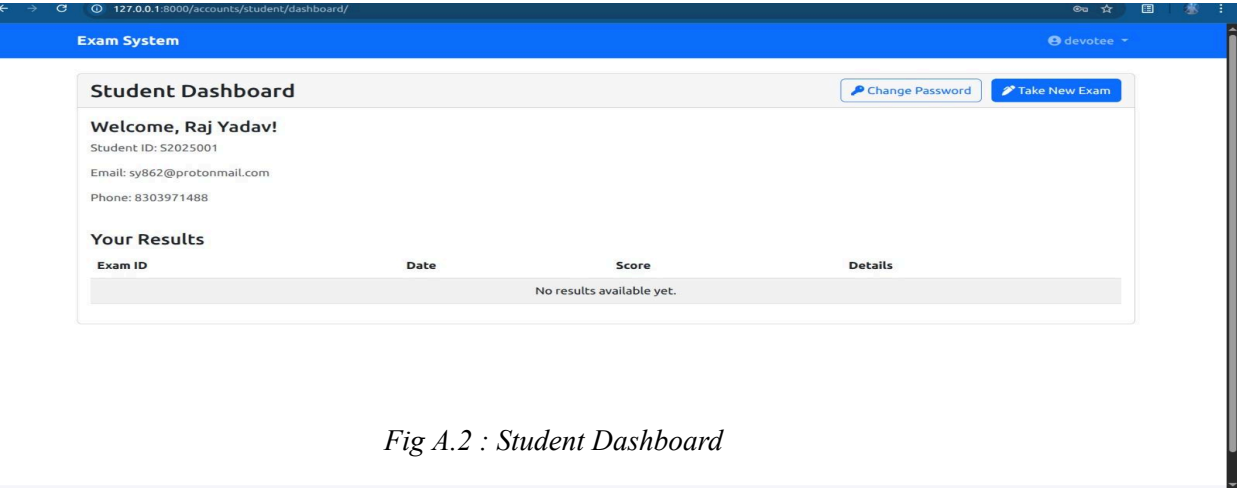 127.0.0.1:8000/accounts/student/dashboard/
Exam System devotee
Student Dashboard Change Password Take New Exam
Welcome, Raj Yadav!
Student ID: S2025001
Email: sy862@protonmail.com
Phone: 8303971488
Your Results
Exam ID Date Score Details
No results available yet.
Fig A.2 : Student Dashboard